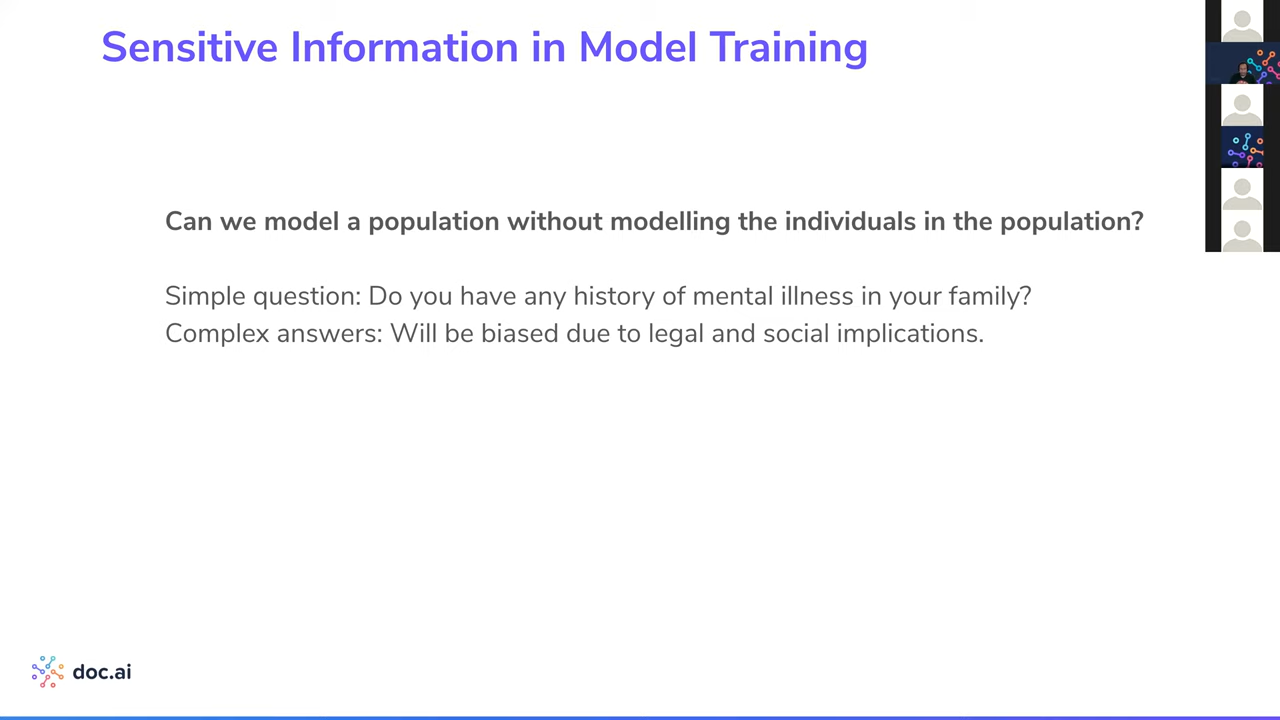 Sensitive Information in Model Training
Can we model a population without modelling the individuals in the population?
Simple question: Do you have any history of mental illness in your family?
Complex answers: Will be biased due to legal and social implications.
doc.ai